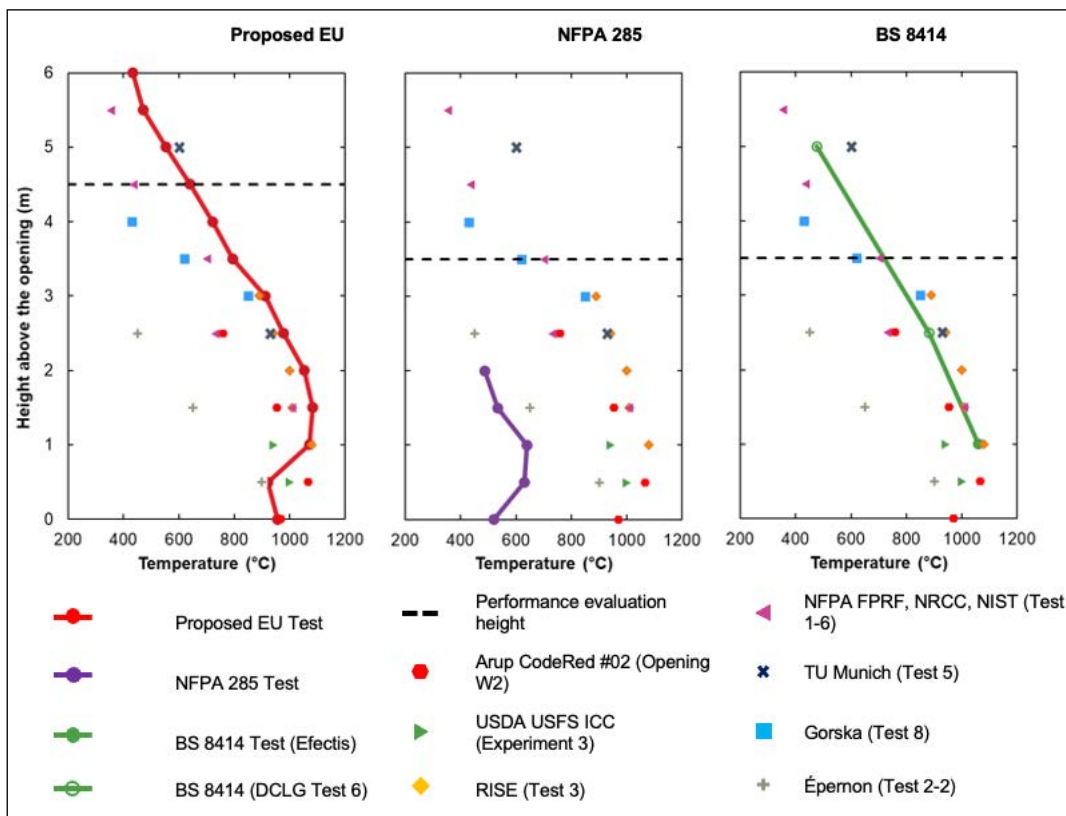 Proposed EU
NFPA 285
BS 8414
Height above the opening (m)
6
5
4
3
2
1
0
200 400 600 800 1000 1200
200 400 600 800 1000 1200
200 400 600 800 1000 1200
Temperature (°C)
Temperature (°C)
Temperature (°C)
Proposed EU Test
NFPA 285 Test
BS 8414 Test (Efectis)
BS 8414 (DCLG Test 6)
Performance evaluation
height
Arup CodeRed #02 (Opening
W2)
USDA USFS ICC
(Experiment 3)
RISE (Test 3)
NFPA FPRF, NRCC, NIST (Test
1-6)
TU Munich (Test 5)
Gorska (Test 8)
Épernon (Test 2-2)